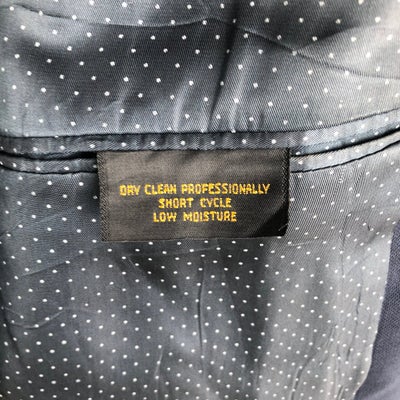 DRY CLEAN PROFESSIONALLY
SHORT CYCLE
LOW MOISTURE